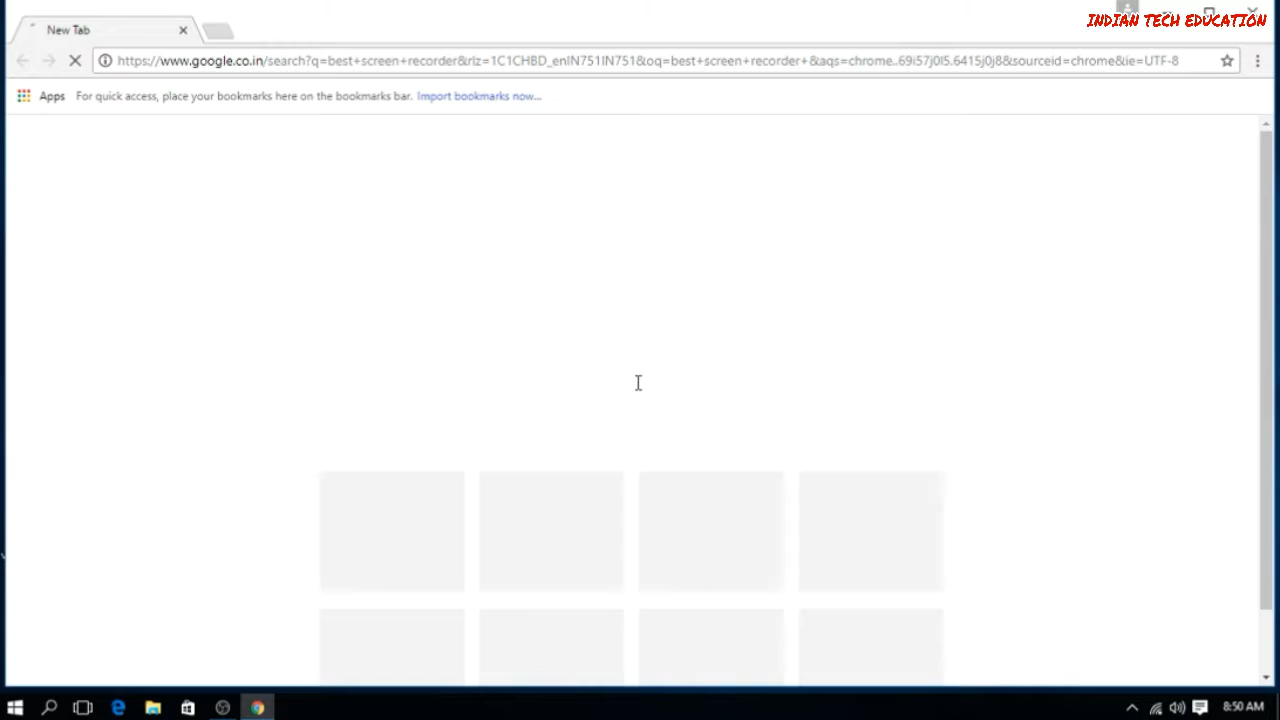 INDIAN TECH EDUCATION
New Tab
https://www.google.co.in/search?q=best+screen+recorder&rlz=1C1CHBD_enIN751IN751&oq=best+screen+recorder+&aqs=chrome..69i57j0l5.6415j0j8&sourceid=chrome&ie=UTF-8
Apps For quick access, place your bookmarks here on the bookmarks bar. Import bookmarks now...
8:50 AM